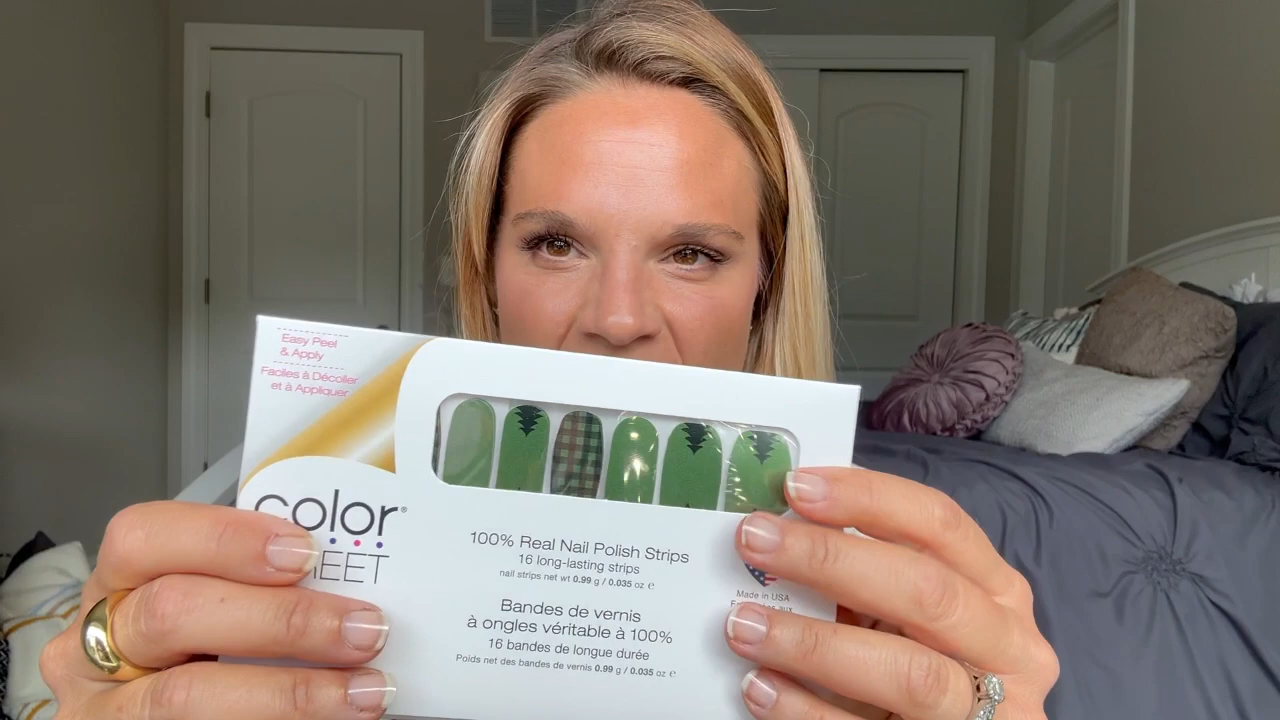 Easy Peel
& Apply
Faciles à Décoller
et à Appliquer
color®
100% Real Nail Polish Strips
16 long-lasting strips
nail strips net wt 0.99 g / 0.035 oz ℮
Made in USA
Bandes de vernis
à ongles véritable à 100%
16 bandes de longue durée
Poids net des bandes de vernis 0.99 g / 0.035 oz ℮